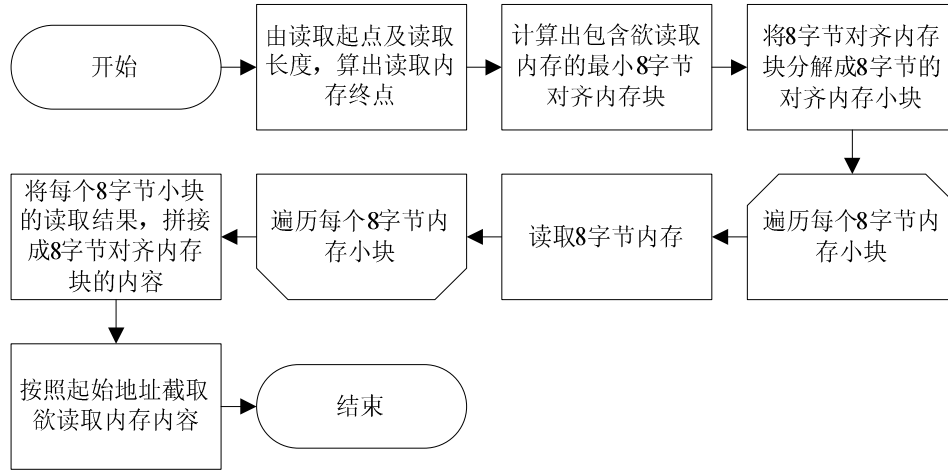 开始
由读取起点及读取
长度，算出读取内
存终点
计算出包含欲读取
内存的最小8字节
对齐内存块
将8字节对齐内存
块分解成8字节的
对齐内存小块
遍历每个8字节内
存小块
读取8字节内存
遍历每个8字节内
存小块
将每个8字节小块
的读取结果，拼接
成8字节对齐内存
块的内容
按照起始地址截取
欲读取内存内容
结束